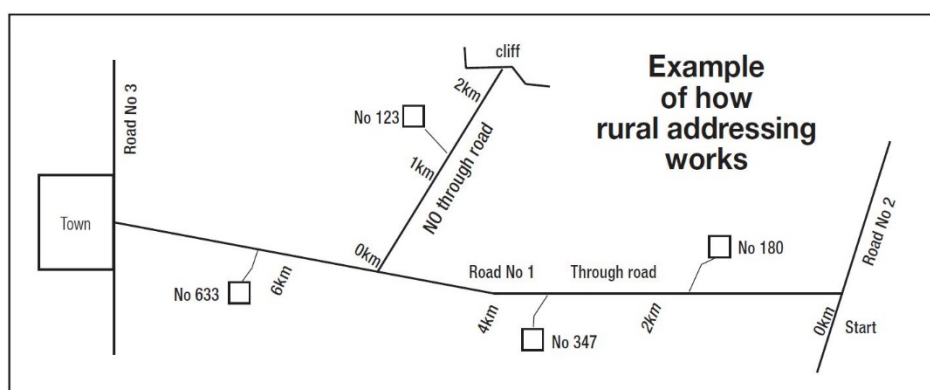 Example
of how
rural addressing
works
cliff
2km
No 123
1km
NO through road
0km
Road No 3
Town
No 633
6km
Road No 1
Through road
No 180
Road No 2
4km
No 347
2km
0km
Start